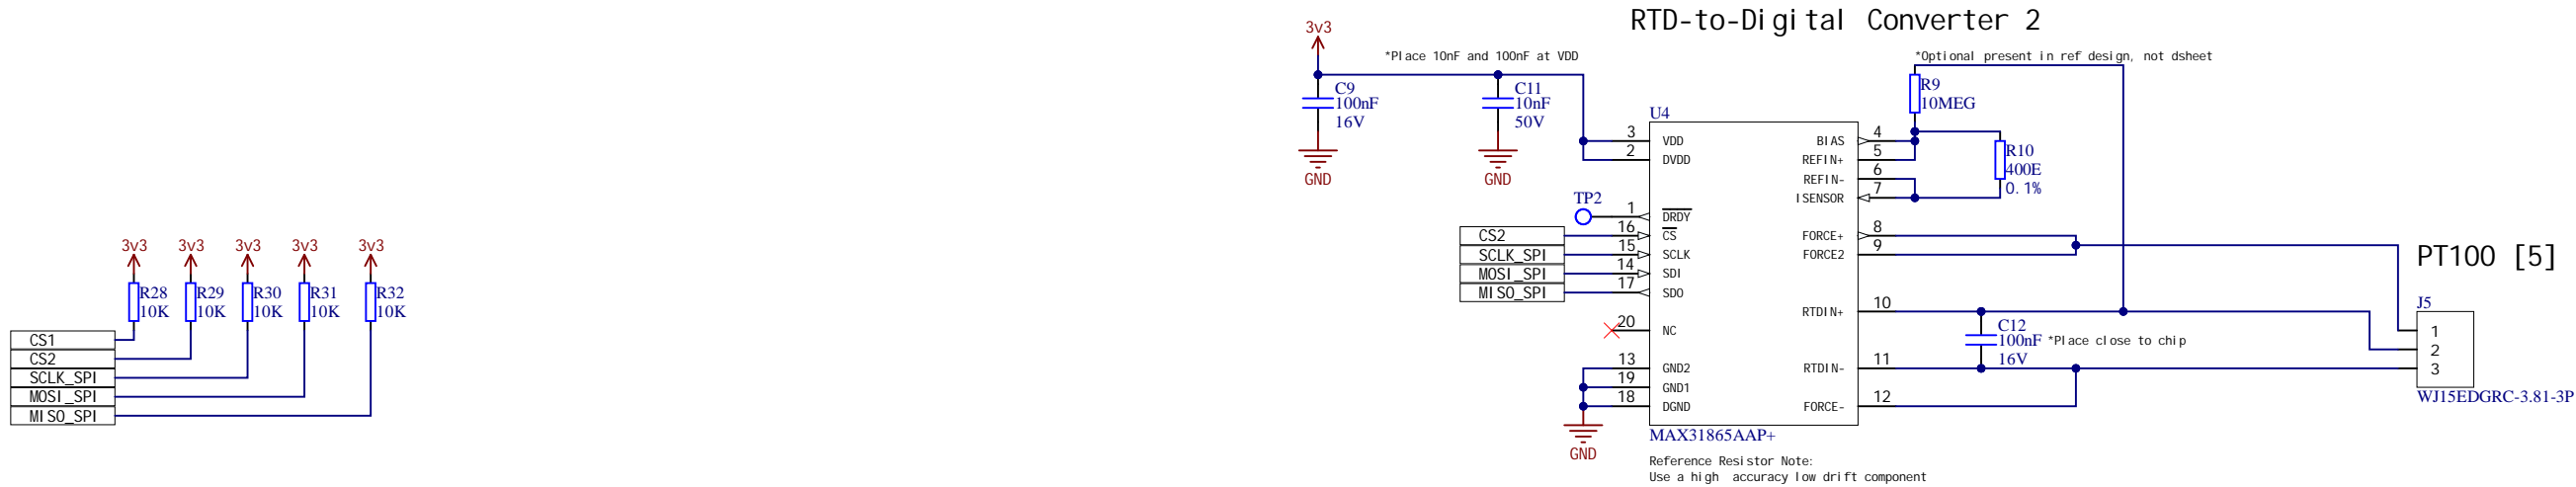 RTD-to-Digital Converter 2
3v3
*Place 10nF and 100nF at VDD
*Optional present in ref design, not dsheet
C9
100nF
16V
GND
C11
10nF
50V
GND
R9
10MEG
R10
400E
0.1%
U4
3 VDD
2 DVDD
1 DRDY
16 CS
15 SCLK
14 SDI
17 SDO
20 NC
13 GND2
19 GND1
18 DGND
BIAS 4
REFIN+ 5
REFIN- 6
ISENSOR 7
FORCE+ 8
FORCE2 9
RTDIN+ 10
RTDIN- 11
FORCE- 12
MAX31865AAP+
TP2
CS2
SCLK_SPI
MOSI_SPI
MISO_SPI
GND
C12
100nF
16V
*Place close to chip
PT100 [5]
J5
1
2
3
WJ15EDGRC-3.81-3P
Reference Resistor Note:
Use a high accuracy low drift component
3v3 3v3 3v3 3v3 3v3
R28 R29 R30 R31 R32
10K 10K 10K 10K 10K
CS1
CS2
SCLK_SPI
MOSI_SPI
MISO_SPI